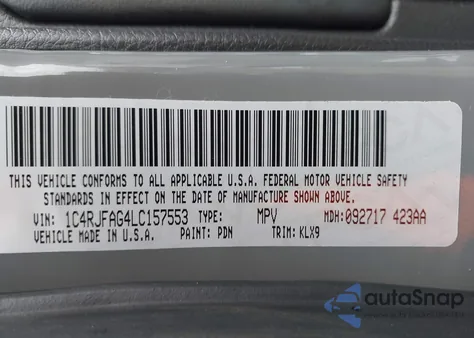 THIS VEHICLE CONFORMS TO ALL APPLICABLE U.S.A. FEDERAL MOTOR VEHICLE SAFETY
STANDARDS IN EFFECT ON THE DATE OF MANUFACTURE SHOWN ABOVE.
VIN: 1C4RJFAG4LC157553 TYPE: MPV MDH:092717 423AA
VEHICLE MADE IN U.S.A. PAINT: PDN TRIM: KLX9
autoSnap